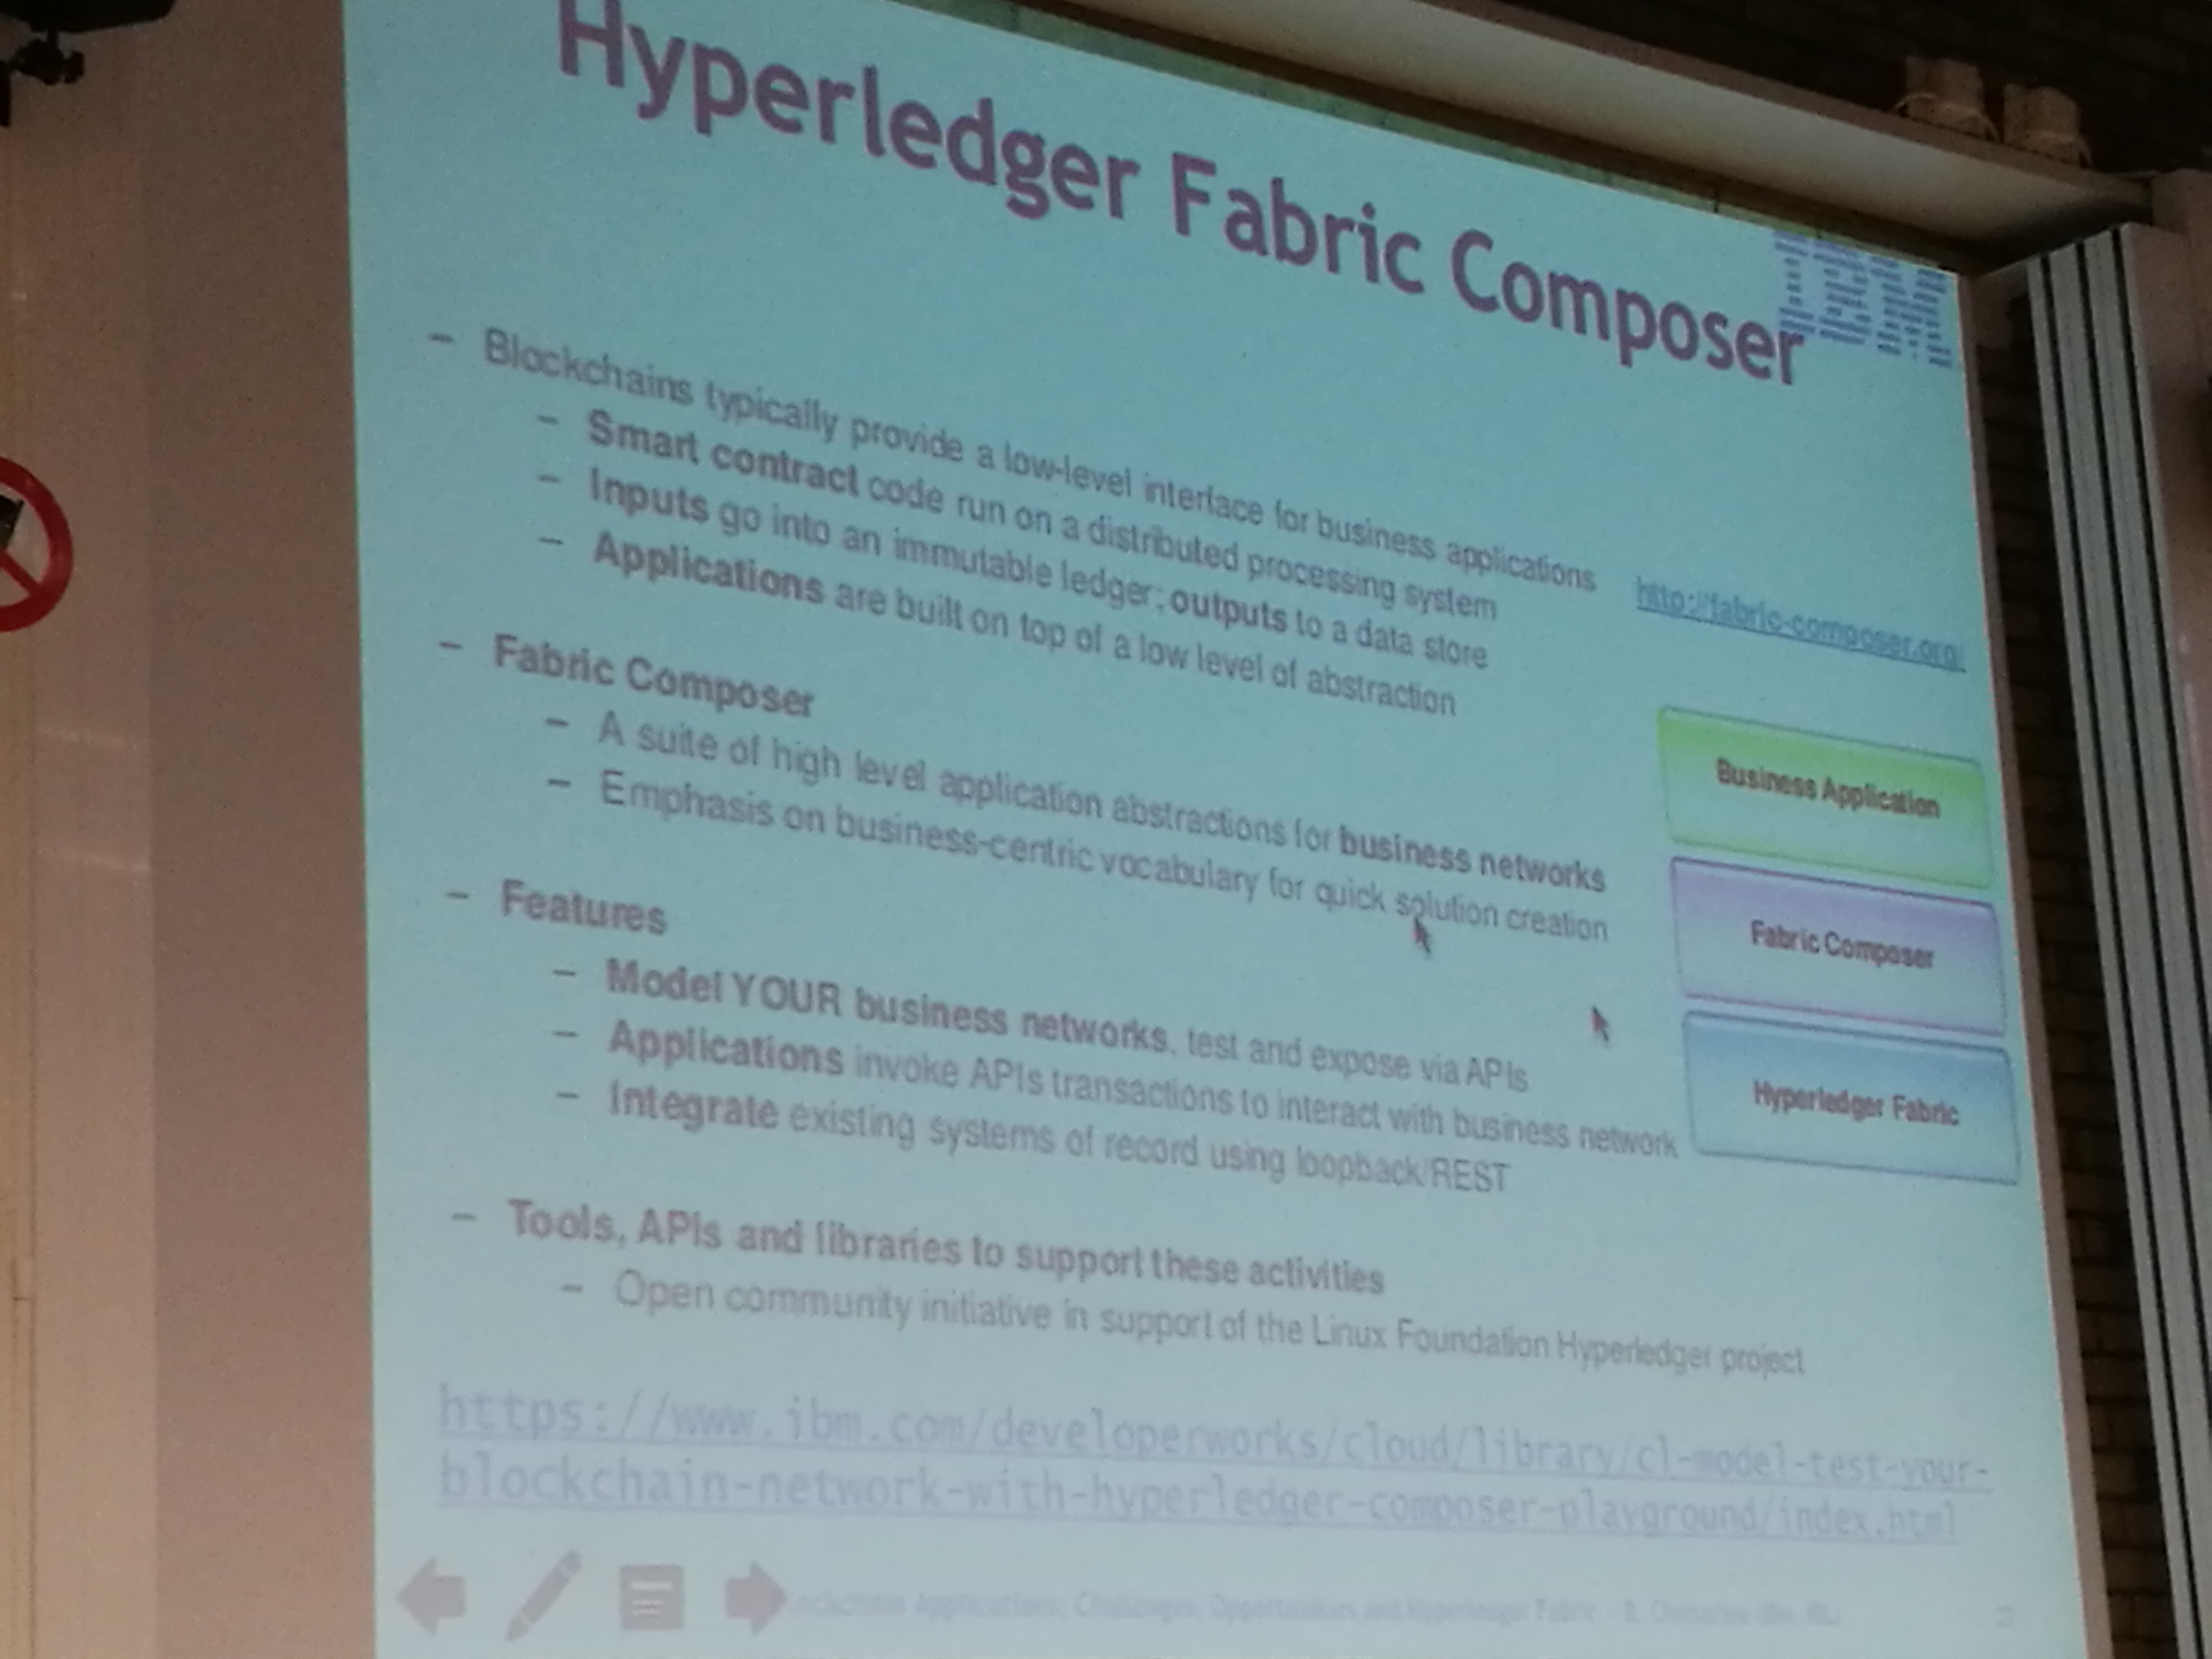 Hyperledger Fabric Composer
IBM
– Blockchains typically provide a low-level interface for business applications
– Smart contract code run on a distributed processing system
– Inputs go into an immutable ledger; outputs to a data store
– Applications are built on top of a low level of abstraction
http://fabric-composer.org/
– Fabric Composer
– A suite of high level application abstractions for business networks
– Emphasis on business-centric vocabulary for quick solution creation
– Features
– Model YOUR business networks, test and expose via APIs
– Applications invoke APIs transactions to interact with business network
– Integrate existing systems of record using loopback/REST
– Tools, APIs and libraries to support these activities
– Open community initiative in support of the Linux Foundation Hyperledger project
Business Application
Fabric Composer
Hyperledger Fabric
https://www.ibm.com/developerworks/cloud/library/cl-model-test-your-
blockchain-network-with-hyperledger-composer-playground/index.html
Applications: Challenges, Opportunities and Hyperledger Fabric -